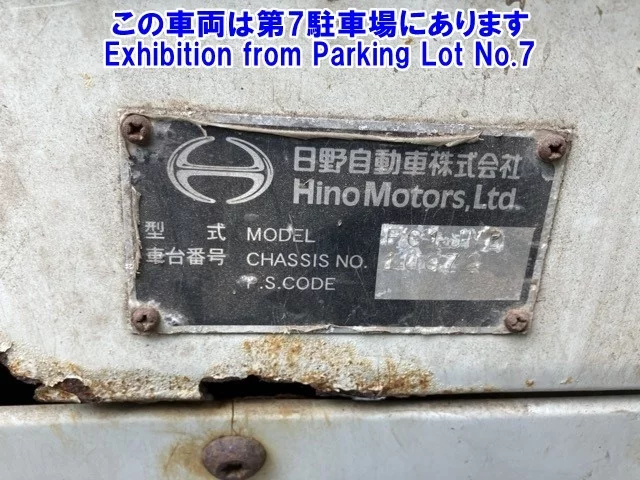 この車両は第7駐車場にあります
Exhibition from Parking Lot No.7
日野自動車株式会社
Hino Motors, Ltd.
型 式 MODEL
車台番号 CHASSIS NO.
F.S.CODE